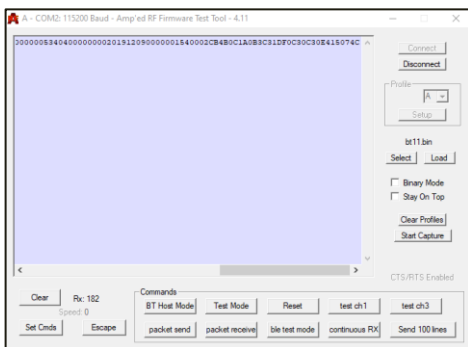 A - COM2: 115200 Baud - Amp'ed RF Firmware Test Tool - 4.11
Connect
Disconnect
Profile
A
Setup
bt11.bin
Select
Load
Binary Mode
Stay On Top
Clear Profiles
Start Capture
CTS/RTS Enabled
Clear
Rx: 182
Speed: 0
Set Cmds
Escape
Commands
BT Host Mode
Test Mode
Reset
test ch1
test ch3
packet send
packet receive
ble test mode
continuous RX
Send 100 lines